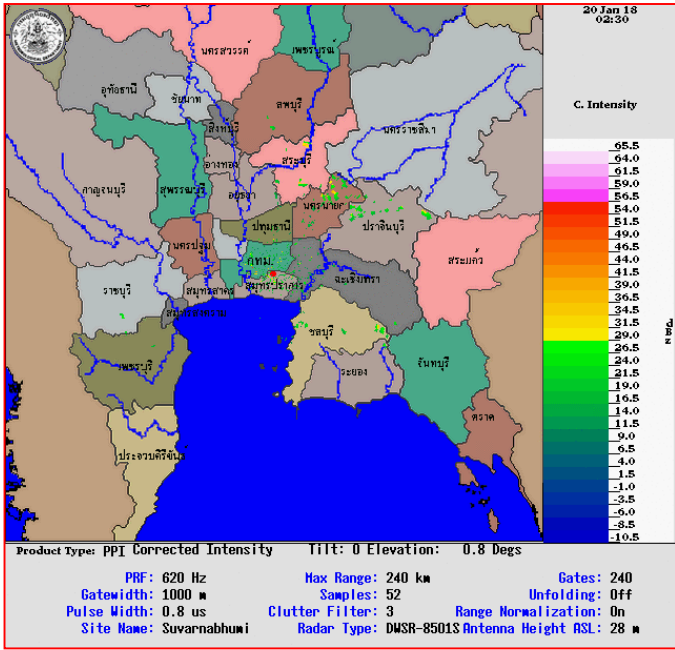 20 Jan 18
02:30
C. Intensity
65.5
64.0
61.5
59.0
56.5
54.0
51.5
49.0
46.5
44.0
41.5
39.0
36.5
34.0
31.5
29.0
26.5
24.0
21.5
19.0
16.5
14.0
11.5
9.0
6.5
4.0
1.5
-1.0
-3.5
-6.0
-8.5
-10.5
นครสวรรค์
เพชรบูรณ์
อุทัยธานี
ชัยนาท
ลพบุรี
สิงห์บุรี
นครราชสีมา
อ่างทอง
สระบุรี
กาญจนบุรี
สุพรรณบุรี
อยุธยา
นครนายก
ปราจีนบุรี
ปทุมธานี
นครปฐม
กทม.
สระแก้ว
ฉะเชิงเทรา
ราชบุรี
สมุทรสาคร
สมุทรปราการ
สมุทรสงคราม
ชลบุรี
เพชรบุรี
ระยอง
จันทบุรี
ตราด
ประจวบคีรีขันธ์
Product Type: PPI Corrected Intensity Tilt: 0 Elevation: 0.8 Degs
PRF: 620 Hz Max Range: 240 km Gates: 240
Gatewidth: 1000 m Samples: 52 Unfolding: Off
Pulse Width: 0.8 us Clutter Filter: 3 Range Normalization: On
Site Name: Suvarnabhumi Radar Type: DWSR-8501S Antenna Height ASL: 28 m